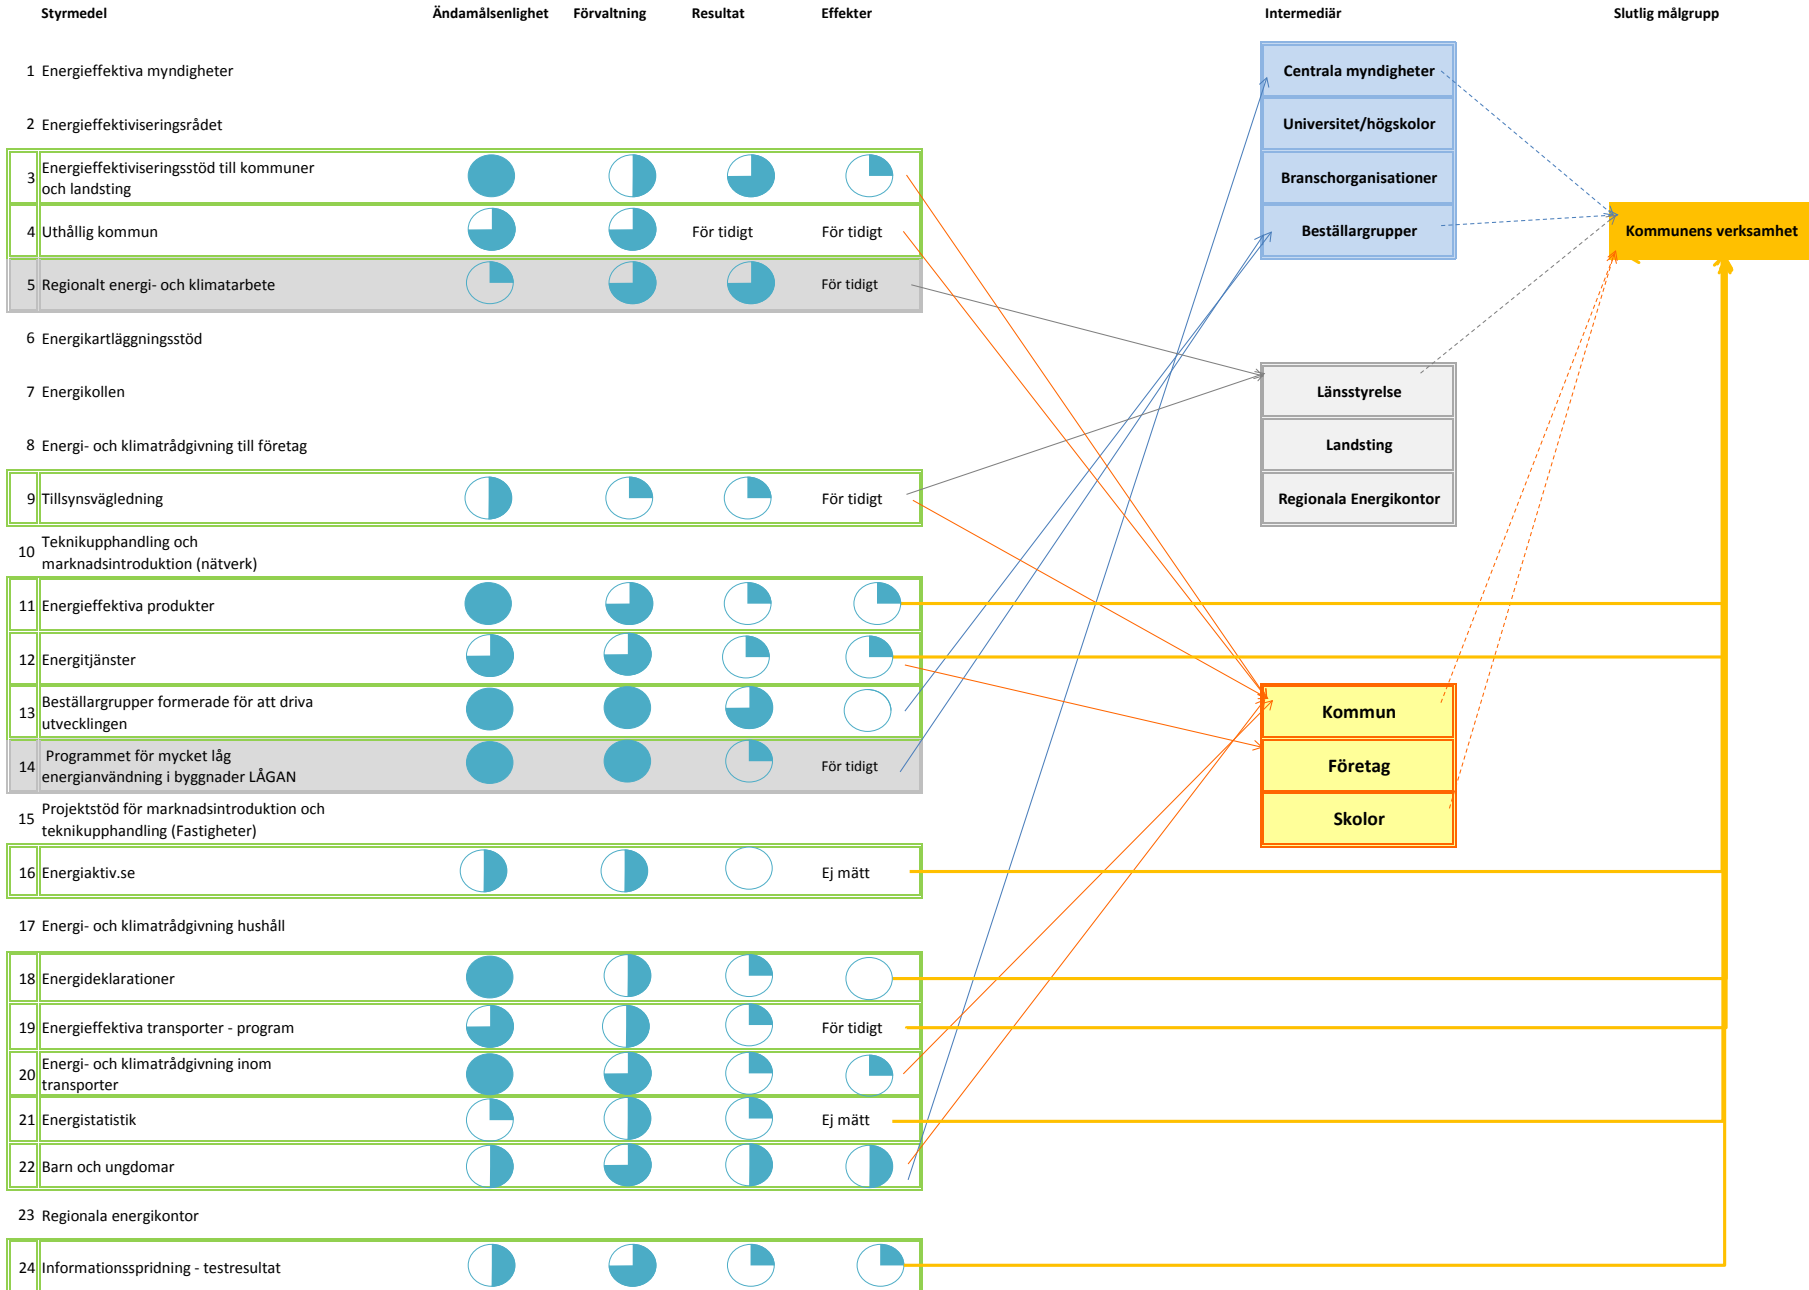 Styrmedel Ändamålsenlighet Förvaltning Resultat Effekter Intermediär Slutlig målgrupp
1 Energieffektiva myndigheter
2 Energieffektiviseringsrådet
3 Energieffektiviseringsstöd till kommuner
och landsting
4 Uthållig kommun För tidigt För tidigt
5 Regionalt energi- och klimatarbete För tidigt
6 Energikartläggningsstöd
7 Energikollen
8 Energi- och klimatrådgivning till företag
9 Tillsynsvägledning För tidigt
10 Teknikupphandling och
marknadsintroduktion (nätverk)
11 Energieffektiva produkter
12 Energitjänster
13 Beställargrupper formerade för att driva
utvecklingen
14 Programmet för mycket låg
energianvändning i byggnader LÅGAN För tidigt
15 Projektstöd för marknadsintroduktion och
teknikupphandling (Fastigheter)
16 Energiaktiv.se Ej mätt
17 Energi- och klimatrådgivning hushåll
18 Energideklarationer
19 Energieffektiva transporter - program För tidigt
20 Energi- och klimatrådgivning inom
transporter
21 Energistatistik Ej mätt
22 Barn och ungdomar
23 Regionala energikontor
24 Informationsspridning - testresultat
Centrala myndigheter
Universitet/högskolor
Branschorganisationer
Beställargrupper
Länsstyrelse
Landsting
Regionala Energikontor
Kommun
Företag
Skolor
Kommunens verksamhet